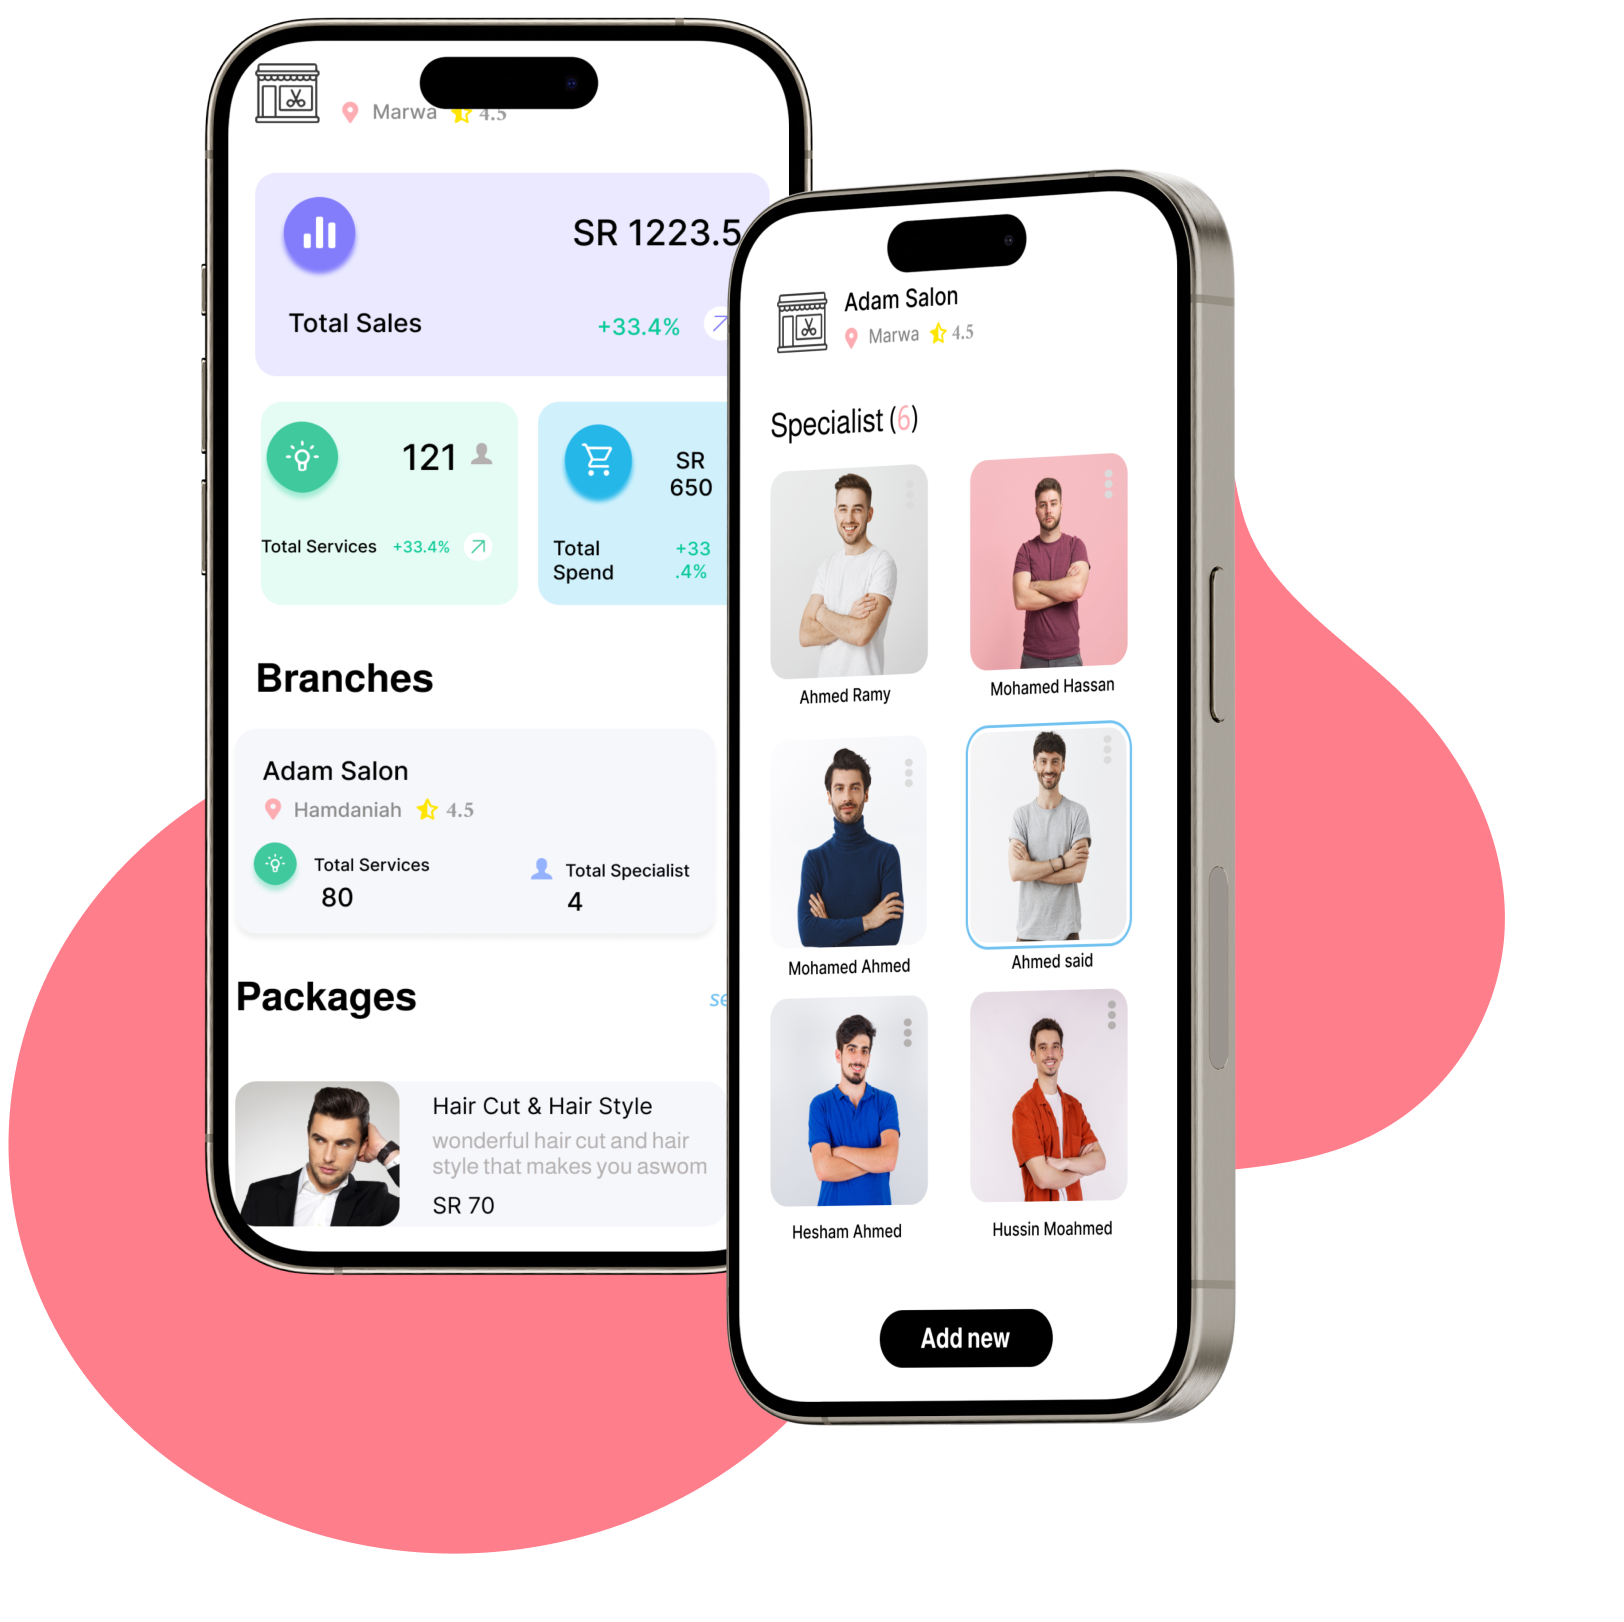 Marwa 4.5
SR 1223.5
Total Sales +33.4%
121
Total Services +33.4%
SR
650
Total
Spend
+33
.4%
Branches
Adam Salon
Hamdaniah 4.5
Total Services
80
Total Specialist
4
Packages
Hair Cut & Hair Style
wonderful hair cut and hair
style that makes you aswom
SR 70
Adam Salon
Marwa 4.5
Specialist (6)
Ahmed Ramy
Mohamed Hassan
Mohamed Ahmed
Ahmed said
Hesham Ahmed
Hussin Moahmed
Add new